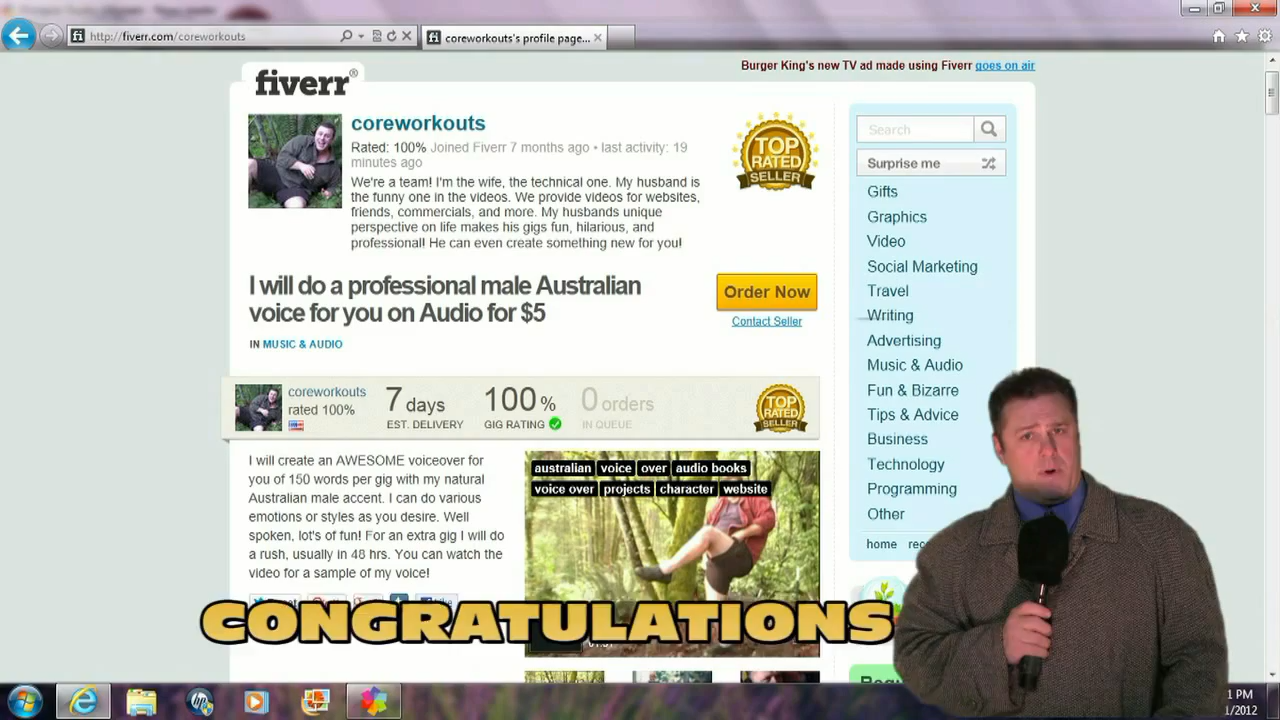 http://fiverr.com/coreworkouts
coreworkouts's profile page...
Burger King's new TV ad made using Fiverr goes on air
fiverr®
coreworkouts
Rated: 100% Joined Fiverr 7 months ago • last activity: 19
minutes ago
We're a team! I'm the wife, the technical one. My husband is
the funny one in the videos. We provide videos for websites,
friends, commercials, and more. My husbands unique
perspective on life makes his gigs fun, hilarious, and
professional! He can even create something new for you!
TOP
RATED
SELLER
I will do a professional male Australian
voice for you on Audio for $5
Order Now
Contact Seller
IN MUSIC & AUDIO
coreworkouts
rated 100%
7 days
EST. DELIVERY
100 %
GIG RATING
0 orders
IN QUEUE
TOP
RATED
SELLER
I will create an AWESOME voiceover for
you of 150 words per gig with my natural
Australian male accent. I can do various
emotions or styles as you desire. Well
spoken, lot's of fun! For an extra gig I will do
a rush, usually in 48 hrs. You can watch the
video for a sample of my voice!
australian voice over audio books
voice over projects character website
Search
Surprise me
Gifts
Graphics
Video
Social Marketing
Travel
Writing
Advertising
Music & Audio
Fun & Bizarre
Tips & Advice
Business
Technology
Programming
Other
home
CONGRATULATIONS
1 PM
/2012